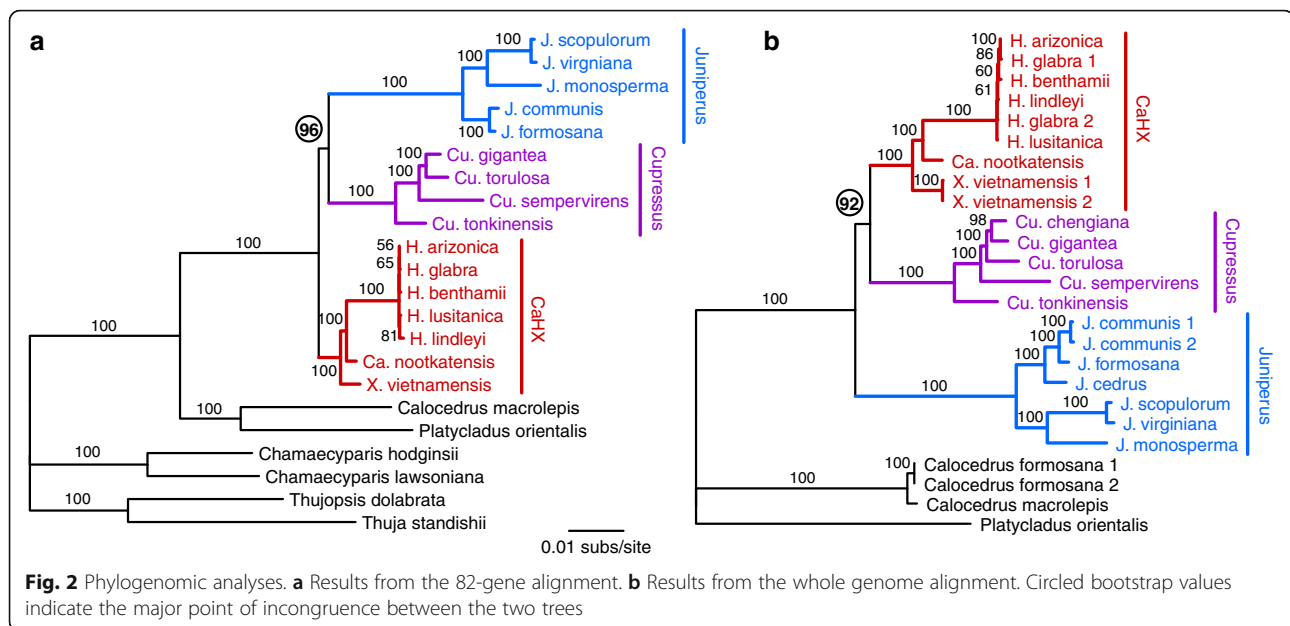 a
100
J. scopulorum
100
J. virgniana
100
J. monosperma
100
J. communis
100
J. formosana
Juniperus
96
100
Cu. gigantea
100
Cu. torulosa
100
Cu. sempervirens
100
Cu. tonkinensis
Cupressus
100
56
H. arizonica
65
H. glabra
100
H. benthamii
H. lusitanica
81
H. lindleyi
100
Ca. nootkatensis
100
X. vietnamensis
CaHX
100
100
Calocedrus macrolepis
Platycladus orientalis
100
Chamaecyparis hodginsii
Chamaecyparis lawsoniana
100
Thujopsis dolabrata
Thuja standishii
0.01 subs/site
b
100
H. arizonica
86
H. glabra 1
60
H. benthamii
61
H. lindleyi
100
H. glabra 2
H. lusitanica
100
Ca. nootkatensis
100
100
X. vietnamensis 1
X. vietnamensis 2
CaHX
92
98
Cu. chengiana
100
Cu. gigantea
100
Cu. torulosa
100
Cu. sempervirens
100
Cu. tonkinensis
Cupressus
100
100
J. communis 1
100
J. communis 2
100
J. formosana
J. cedrus
100
100
J. scopulorum
100
J. virginiana
J. monosperma
Juniperus
100
Calocedrus formosana 1
100
Calocedrus formosana 2
Calocedrus macrolepis
Platycladus orientalis
Fig. 2 Phylogenomic analyses. a Results from the 82-gene alignment. b Results from the whole genome alignment. Circled bootstrap values
indicate the major point of incongruence between the two trees